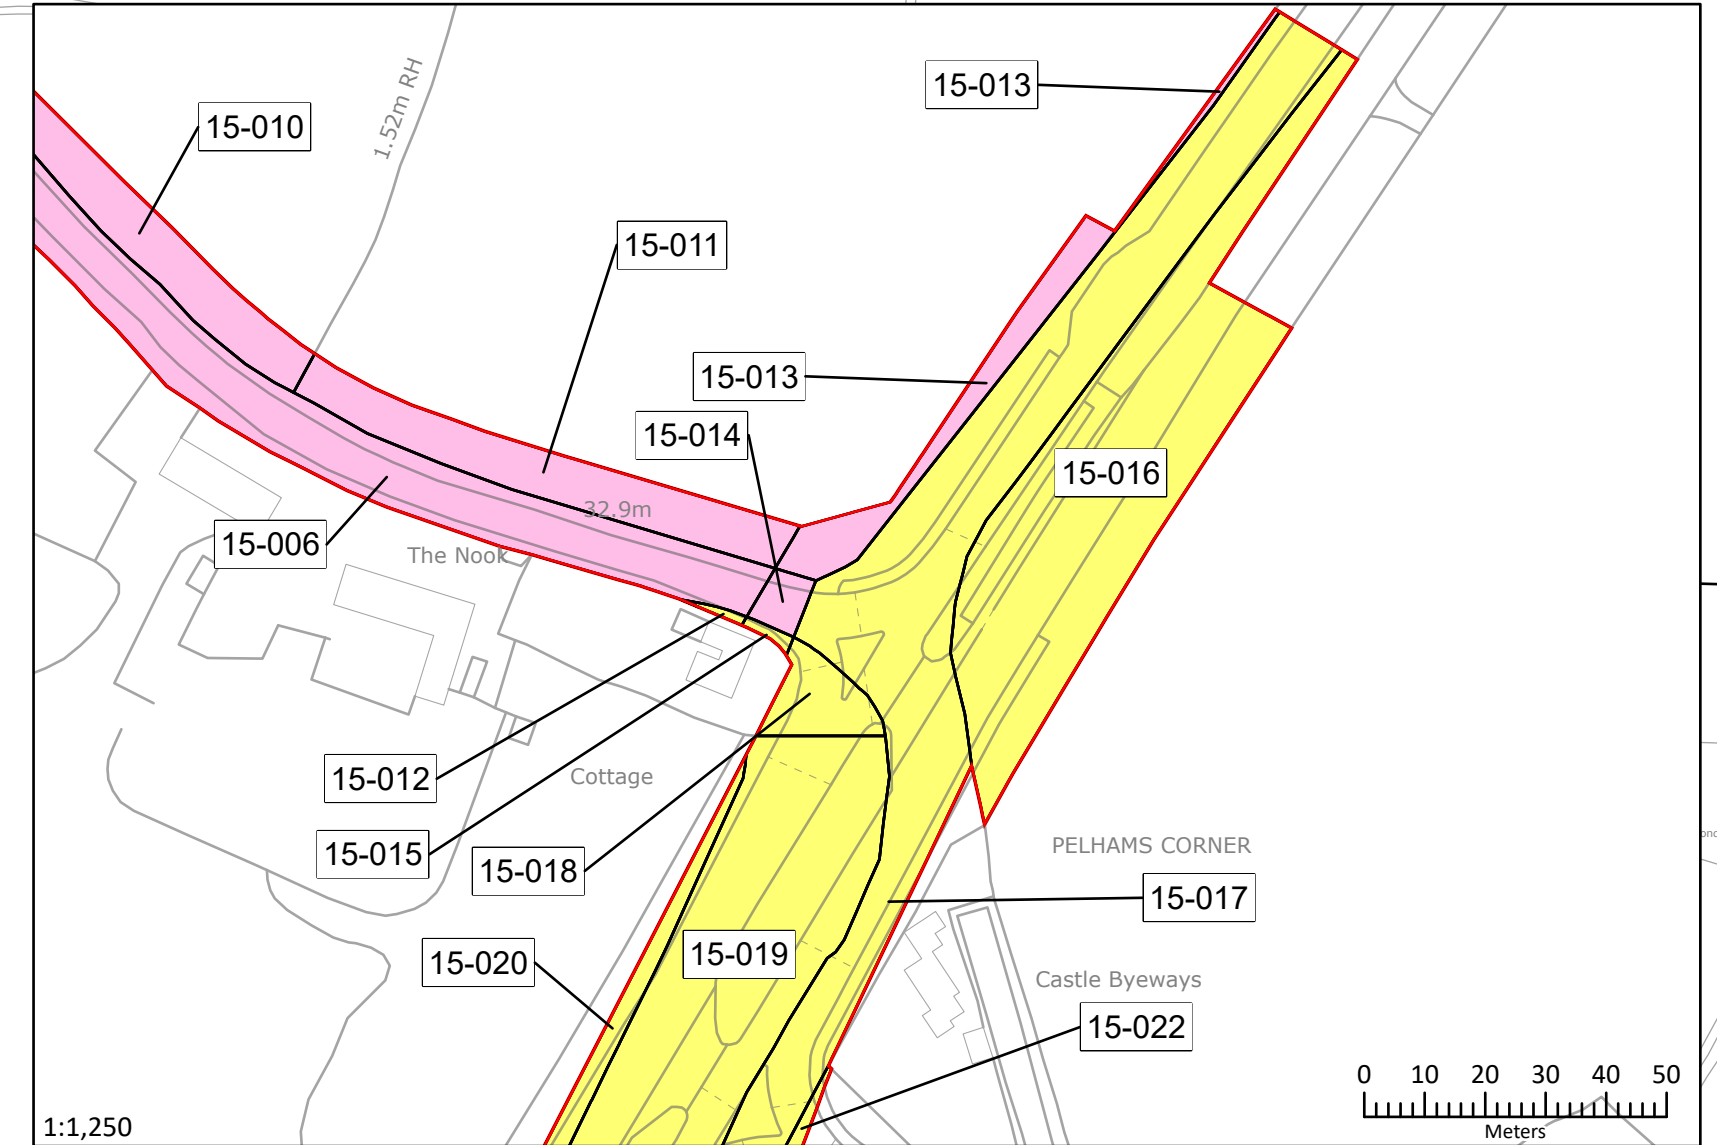 15-013
1.52m RH
15-010
15-011
15-013
15-014
15-016
32.9m
15-006
The Nook
15-012
Cottage
15-015
15-018
PELHAMS CORNER
15-017
15-020
15-019
Castle Byeways
15-022
0 10 20 30 40 50
Meters
1:1,250